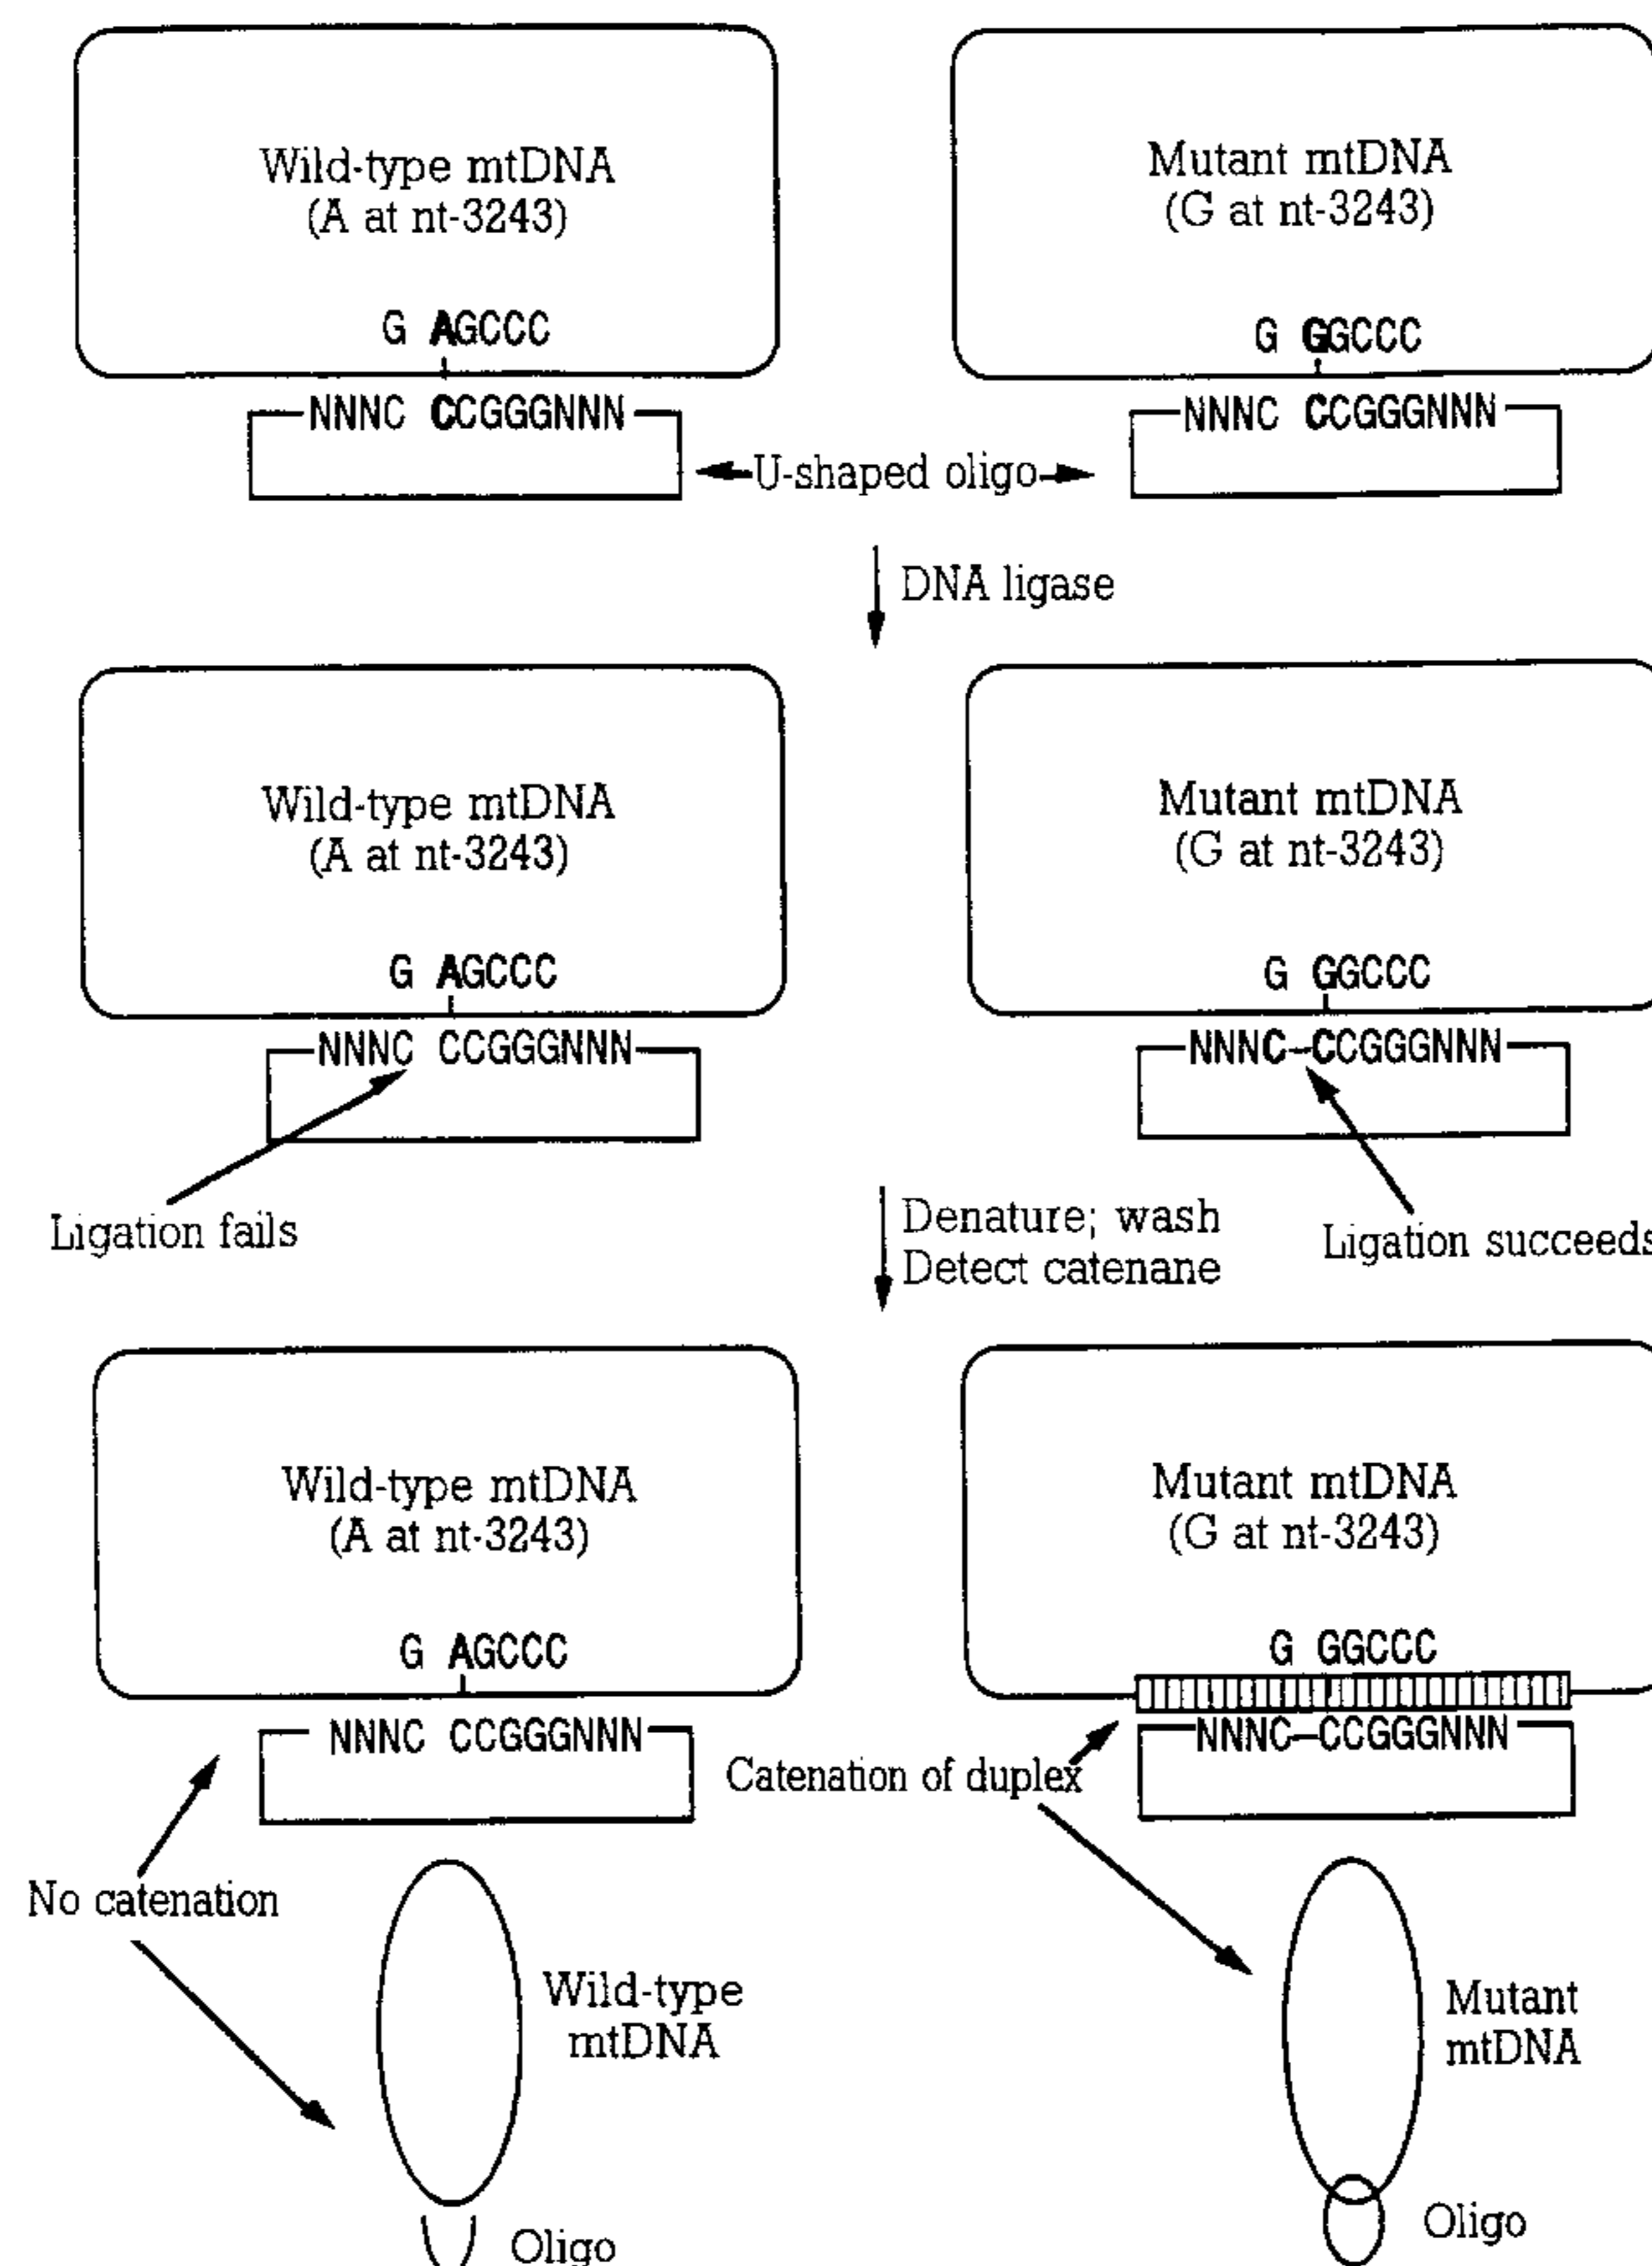 Wild-type mtDNA
(A at nt-3243)
Mutant mtDNA
(G at nt-3243)
G AGCCC
G GGCCC
NNNC CCGGGNNN
NNNC CCGGGNNN
U-shaped oligo
DNA ligase
Wild-type mtDNA
(A at nt-3243)
Mutant mtDNA
(G at nt-3243)
G AGCCC
G GGCCC
NNNC CCGGGNNN
NNNC–CCGGGNNN
Ligation fails
Denature; wash
Detect catenane
Ligation succeeds
Wild-type mtDNA
(A at nt-3243)
Mutant mtDNA
(G at nt-3243)
G AGCCC
G GGCCC
NNNC CCGGGNNN
NNNC–CCGGGNNN
Catenation of duplex
No catenation
Wild-type
mtDNA
Mutant
mtDNA
Oligo
Oligo